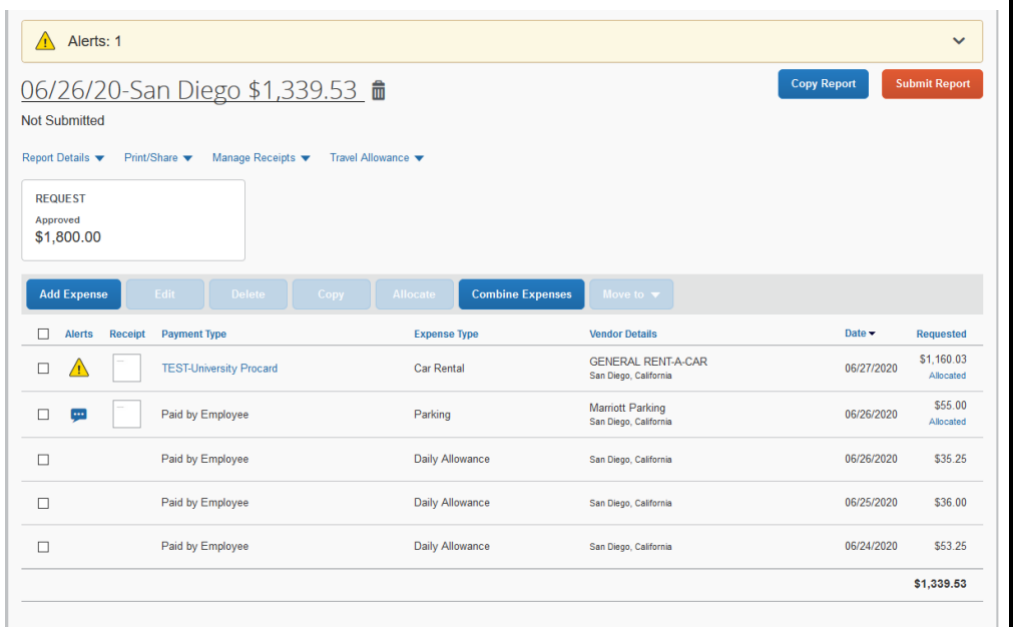 Alerts: 1
06/26/20-San Diego $1,339.53
Copy Report Submit Report
Not Submitted
Report Details Print/Share Manage Receipts Travel Allowance
REQUEST
Approved
$1,800.00
Add Expense Edit Delete Copy Allocate Combine Expenses Move to
Alerts Receipt Payment Type Expense Type Vendor Details Date Requested
TEST-University Procard Car Rental GENERAL RENT-A-CAR 06/27/2020 $1,160.03
San Diego, California Allocated
Paid by Employee Parking Marriott Parking 06/26/2020 $55.00
San Diego, California Allocated
Paid by Employee Daily Allowance San Diego, California 06/26/2020 $35.25
Paid by Employee Daily Allowance San Diego, California 06/25/2020 $36.00
Paid by Employee Daily Allowance San Diego, California 06/24/2020 $53.25
$1,339.53